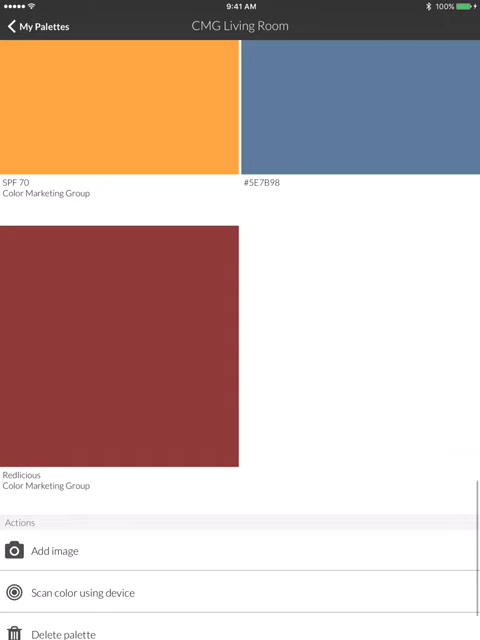 9:41 AM
100%
My Palettes
CMG Living Room
SPF 70
Color Marketing Group
#5E7B98
Redlicious
Color Marketing Group
Actions
Add image
Scan color using device
Delete palette